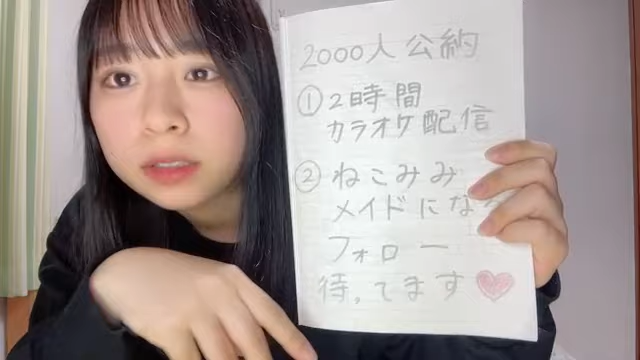 2000人公約
①2時間
カラオケ配信
②ねこみみ
メイドになる
フォロー
待ってます♡